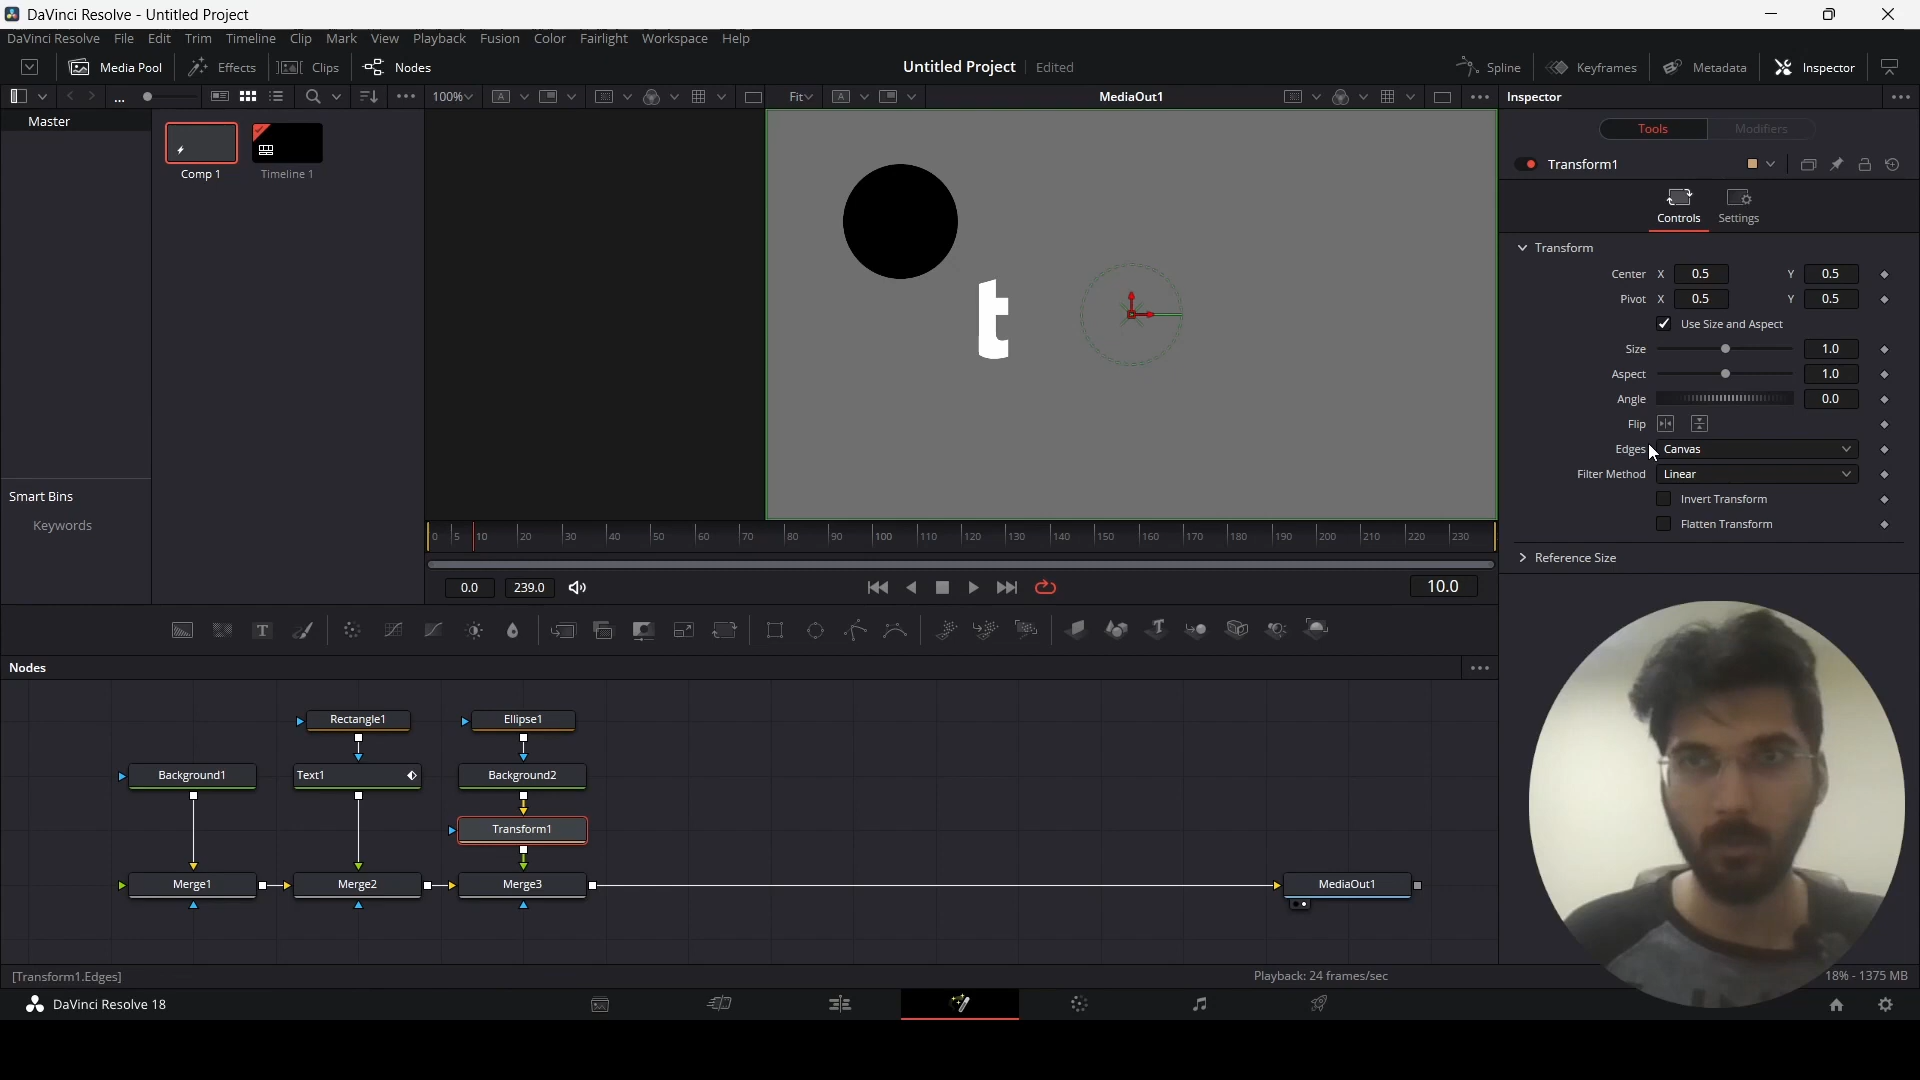 DaVinci Resolve - Untitled Project
DaVinci Resolve File Edit Trim Timeline Clip Mark View Playback Fusion Color Fairlight Workspace Help
Media Pool Effects Clips Nodes Untitled Project Edited Spline Keyframes Metadata Inspector
... 100% A Fit A MediaOut1 Inspector
Master
Comp 1 Timeline 1
Tools Modifiers
Transform1
Controls Settings
Transform
Center X 0.5 Y 0.5
Pivot X 0.5 Y 0.5
Use Size and Aspect
Size 1.0
Aspect 1.0
Angle 0.0
Flip
Edges Canvas
Filter Method Linear
Invert Transform
Flatten Transform
Reference Size
t
Smart Bins
Keywords
0 5 10 20 30 40 50 60 70 80 90 100 110 120 130 140 150 160 170 180 190 200 210 220 230
0.0 239.0 10.0
T T
Nodes
Rectangle1 Ellipse1
Background1 Text1 Background2
Transform1
Merge1 Merge2 Merge3 MediaOut1
[Transform1.Edges] Playback: 24 frames/sec 18% - 1375 MB
DaVinci Resolve 18